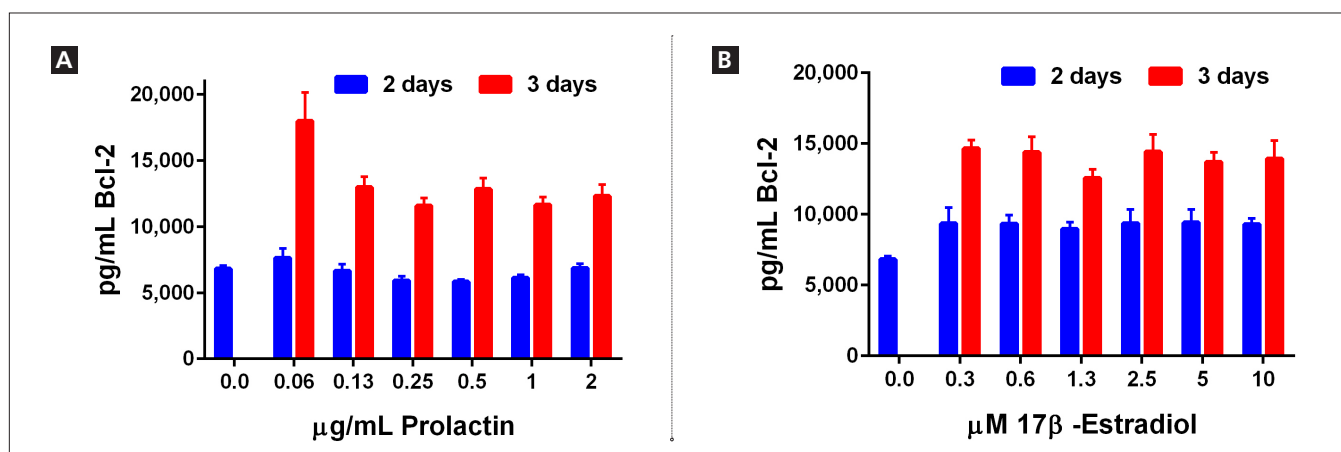 A
2 days 3 days
pg/mL Bcl-2
20,000
15,000
10,000
5,000
0
0.0 0.06 0.13 0.25 0.5 1 2
μg/mL Prolactin
B
2 days 3 days
pg/mL Bcl-2
20,000
15,000
10,000
5,000
0
0.0 0.3 0.6 1.3 2.5 5 10
μM 17β -Estradiol